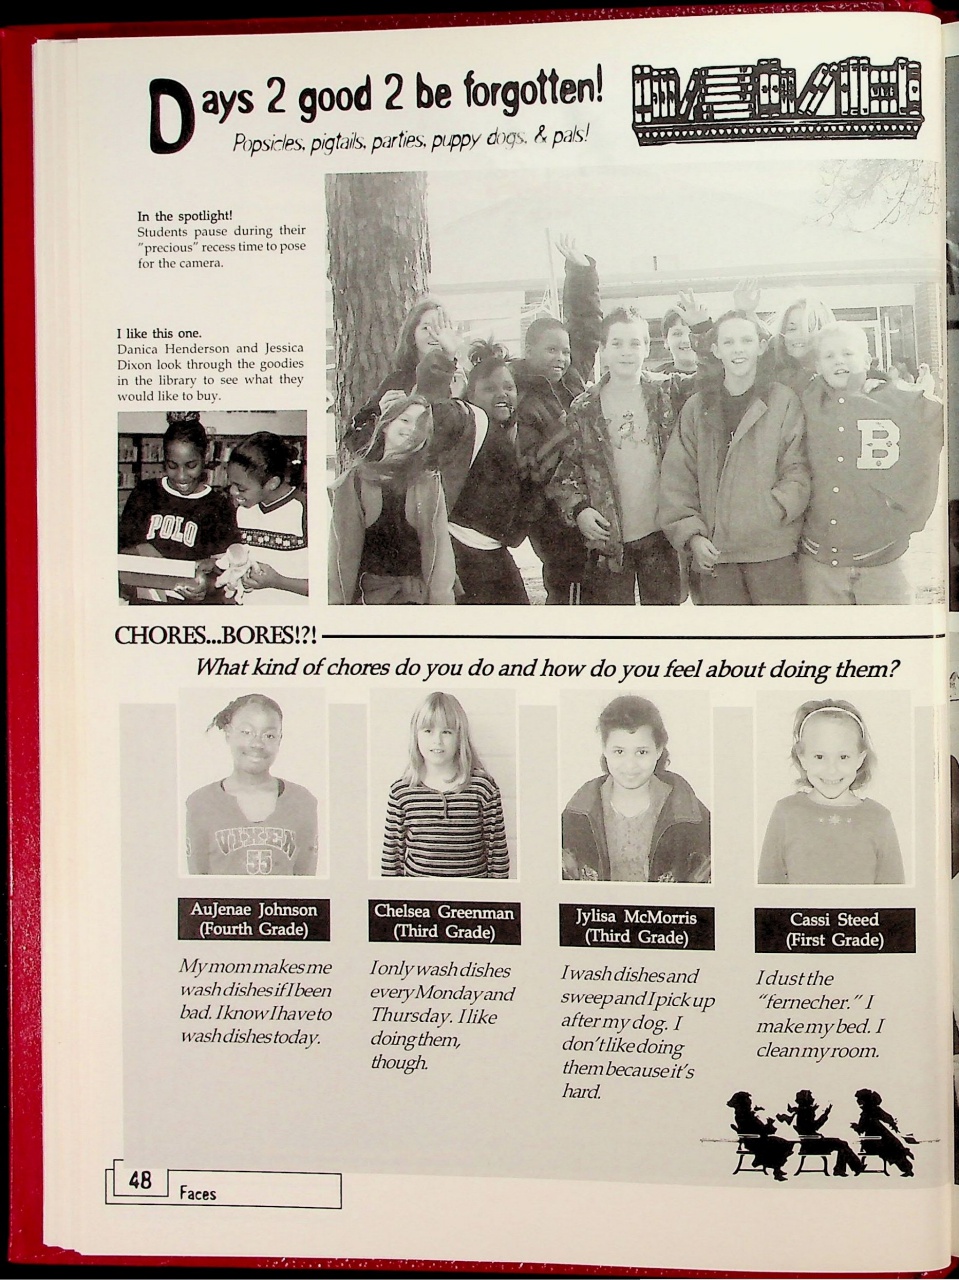 Days 2 good 2 be forgotten!
Popsicles, pigtails, parties, puppy dogs, & pals!
In the spotlight!
Students pause during their
"precious" recess time to pose
for the camera.
I like this one.
Danica Henderson and Jessica
Dixon look through the goodies
in the library to see what they
would like to buy.
POLO
B
CHORES...BORES!?!
What kind of chores do you do and how do you feel about doing them?
VIXEN
55
AuJenae Johnson
(Fourth Grade)
My mom makes me
wash dishes if I been
bad. I know I have to
wash dishes today.
Chelsea Greenman
(Third Grade)
I only wash dishes
every Monday and
Thursday. I like
doing them,
though.
Jylisa McMorris
(Third Grade)
I wash dishes and
sweep and I pick up
after my dog. I
don't like doing
them because it's
hard.
Cassi Steed
(First Grade)
I dust the
"fernecher." I
make my bed. I
clean my room.
48
Faces